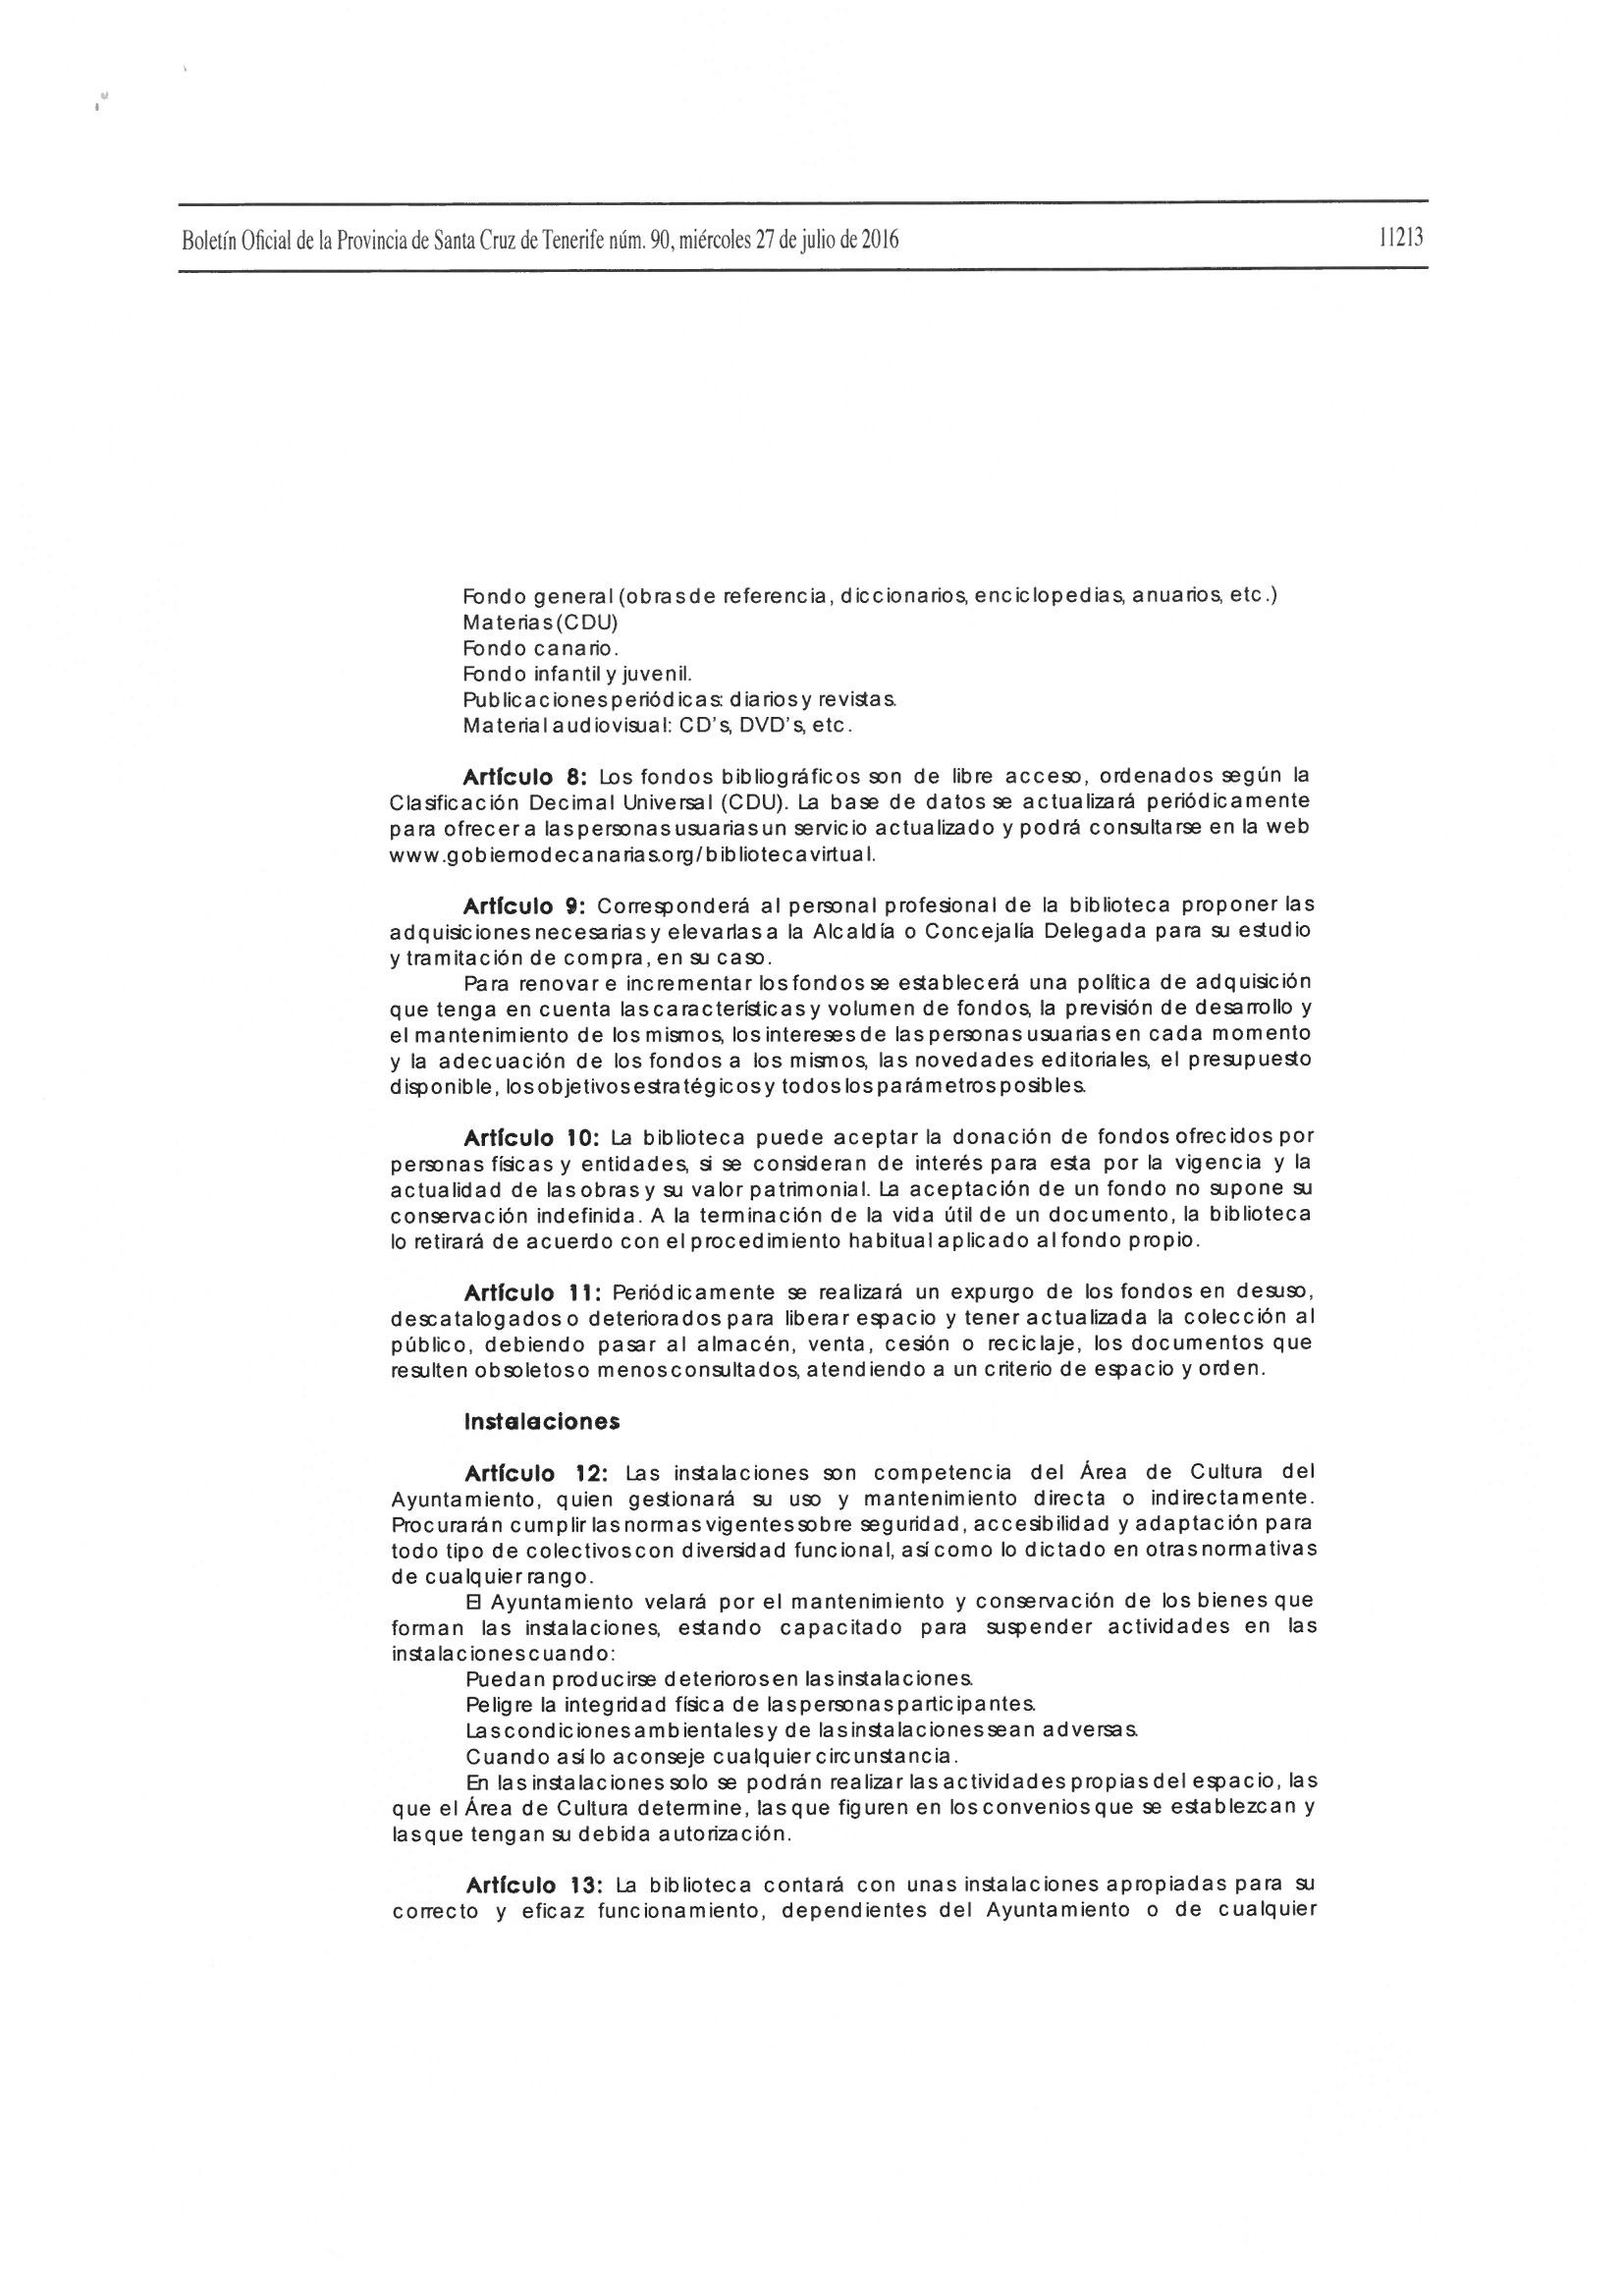 Boletín Oficial de la Provincia de Santa Cruz de Tenerife núm. 90, miércoles 27 de julio de 2016 11213
Fondo general (obras de referencia, diccionarios, enciclopedias, anuarios, etc.)
Materias (CDU)
Fondo canario.
Fondo infantil y juvenil.
Publicaciones periódicas: diarios y revistas.
Material audiovisual: CD's, DVD's, etc.
Artículo 8: Los fondos bibliográficos son de libre acceso, ordenados según la
Clasificación Decimal Universal (CDU). La base de datos se actualizará periódicamente
para ofrecer a las personas usuarias un servicio actualizado y podrá consultarse en la web
www.gobiernodecanarias.org/bibliotecavirtual.
Artículo 9: Corresponderá al personal profesional de la biblioteca proponer las
adquisiciones necesarias y elevarlas a la Alcaldía o Concejalía Delegada para su estudio
y tramitación de compra, en su caso.
Para renovar e incrementar los fondos se establecerá una política de adquisición
que tenga en cuenta las características y volumen de fondos, la previsión de desarrollo y
el mantenimiento de los mismos, los intereses de las personas usuarias en cada momento
y la adecuación de los fondos a los mismos, las novedades editoriales, el presupuesto
disponible, los objetivos estratégicos y todos los parámetros posibles.
Artículo 10: La biblioteca puede aceptar la donación de fondos ofrecidos por
personas físicas y entidades, si se consideran de interés para esta por la vigencia y la
actualidad de las obras y su valor patrimonial. La aceptación de un fondo no supone su
conservación indefinida. A la terminación de la vida útil de un documento, la biblioteca
lo retirará de acuerdo con el procedimiento habitual aplicado al fondo propio.
Artículo 11: Periódicamente se realizará un expurgo de los fondos en desuso,
descatalogados o deteriorados para liberar espacio y tener actualizada la colección al
público, debiendo pasar al almacén, venta, cesión o reciclaje, los documentos que
resulten obsoletos o menos consultados, atendiendo a un criterio de espacio y orden.
Instalaciones
Artículo 12: Las instalaciones son competencia del Área de Cultura del
Ayuntamiento, quien gestionará su uso y mantenimiento directa o indirectamente.
Procurarán cumplir las normas vigentes sobre seguridad, accesibilidad y adaptación para
todo tipo de colectivos con diversidad funcional, así como lo dictado en otras normativas
de cualquier rango.
El Ayuntamiento velará por el mantenimiento y conservación de los bienes que
forman las instalaciones, estando capacitado para suspender actividades en las
instalaciones cuando:
Puedan producirse deterioros en las instalaciones.
Peligre la integridad física de las personas participantes.
Las condiciones ambientales y de las instalaciones sean adversas.
Cuando así lo aconseje cualquier circunstancia.
En las instalaciones solo se podrán realizar las actividades propias del espacio, las
que el Área de Cultura determine, las que figuren en los convenios que se establezcan y
las que tengan su debida autorización.
Artículo 13: La biblioteca contará con unas instalaciones apropiadas para su
correcto y eficaz funcionamiento, dependientes del Ayuntamiento o de cualquier